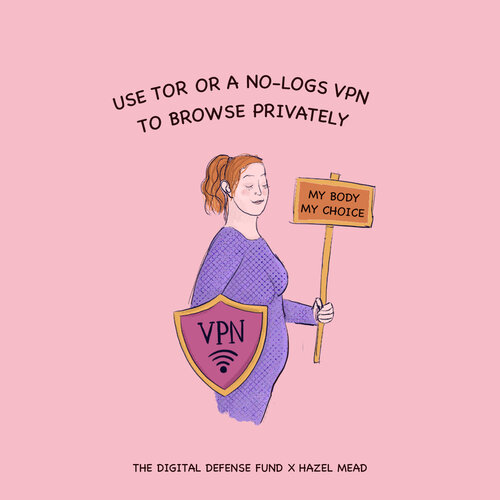 USE TOR OR A NO-LOGS VPN
TO BROWSE PRIVATELY
MY BODY
MY CHOICE
VPN
THE DIGITAL DEFENSE FUND X HAZEL MEAD